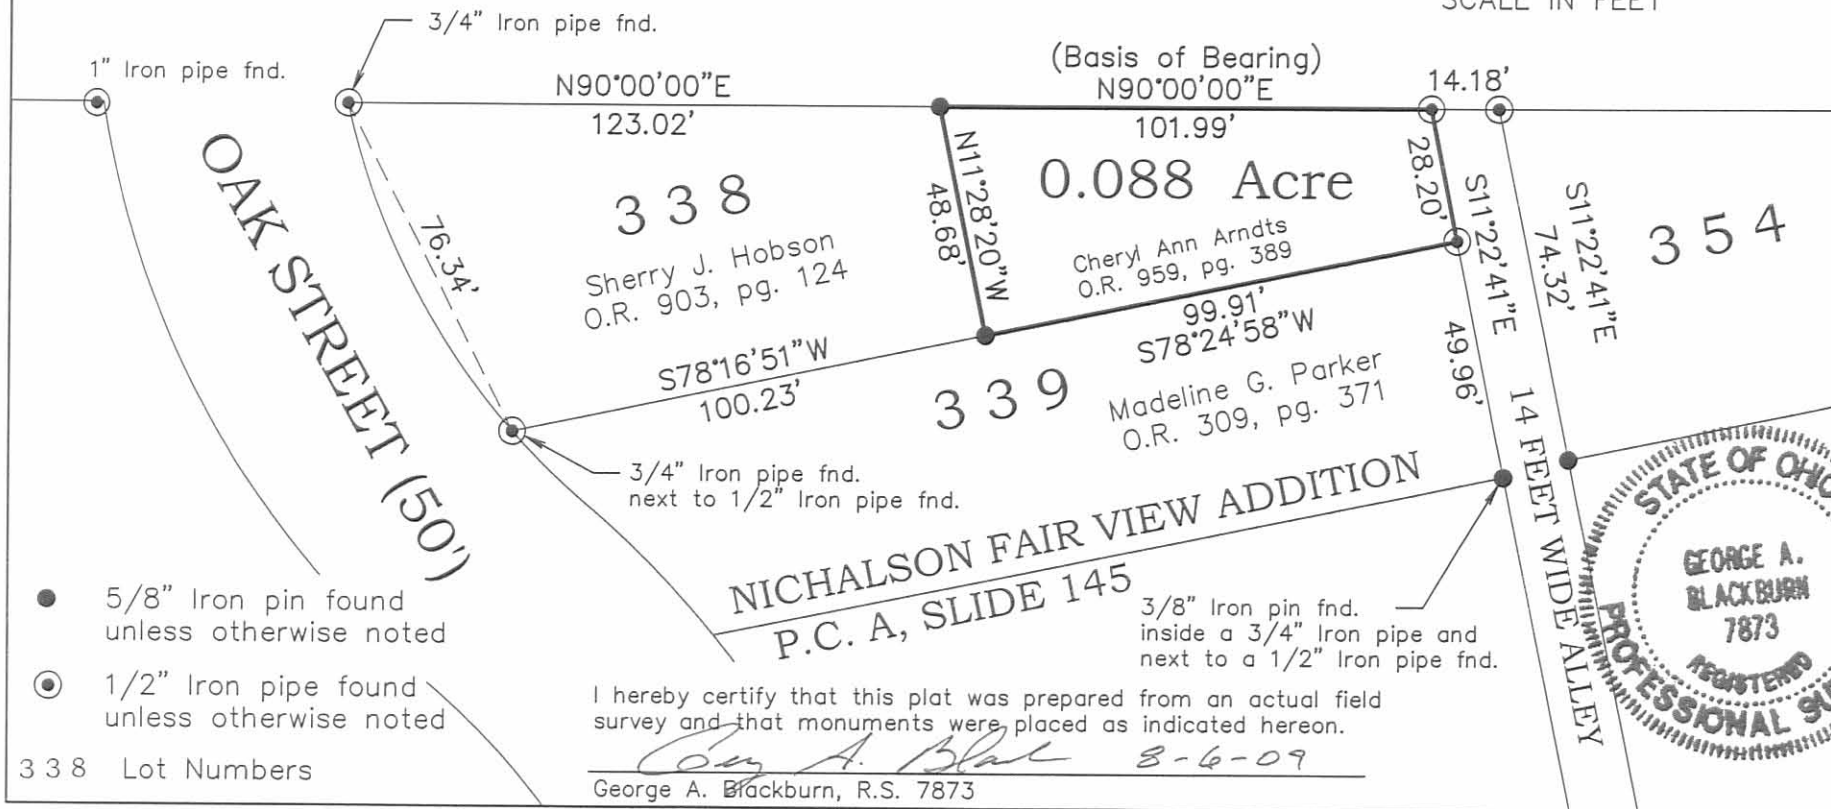 SCALE IN FEET
3/4" Iron pipe fnd.
1" Iron pipe fnd.
(Basis of Bearing)
N90°00'00"E
N90°00'00"E
14.18'
123.02'
101.99'
OAK STREET (50')
76.34'
338
Sherry J. Hobson
O.R. 903, pg. 124
N11°28'20"W
48.68'
0.088 Acre
Cheryl Ann Arndts
O.R. 959, pg. 389
28.20'
S11°22'41"E
49.96'
S11°22'41"E
74.32'
354
99.91'
S78°24'58"W
S78°16'51"W
100.23'
339
Madeline G. Parker
O.R. 309, pg. 371
14 FEET WIDE ALLEY
3/4" Iron pipe fnd.
next to 1/2" Iron pipe fnd.
NICHALSON FAIR VIEW ADDITION
P.C. A, SLIDE 145
3/8" Iron pin fnd.
inside a 3/4" Iron pipe and
next to a 1/2" Iron pipe fnd.
5/8" Iron pin found
unless otherwise noted
1/2" Iron pipe found
unless otherwise noted
338 Lot Numbers
I hereby certify that this plat was prepared from an actual field
survey and that monuments were placed as indicated hereon.
8-6-09
George A. Blackburn, R.S. 7873
STATE OF
GEORGE A.
BLACKBURN
7873
REGISTERED
PROFESSIONAL